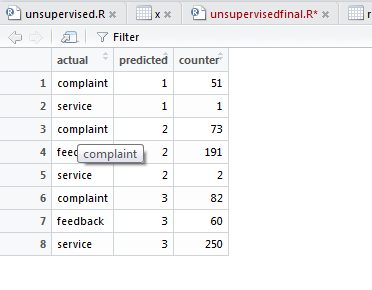 unsupervised.R x unsupervisedfinal.R* r
Filter
actual predicted counter
1 complaint 1 51
2 service 1 1
3 complaint 2 73
4 feed 2 191
complaint
5 service 2 2
6 complaint 3 82
7 feedback 3 60
8 service 3 250